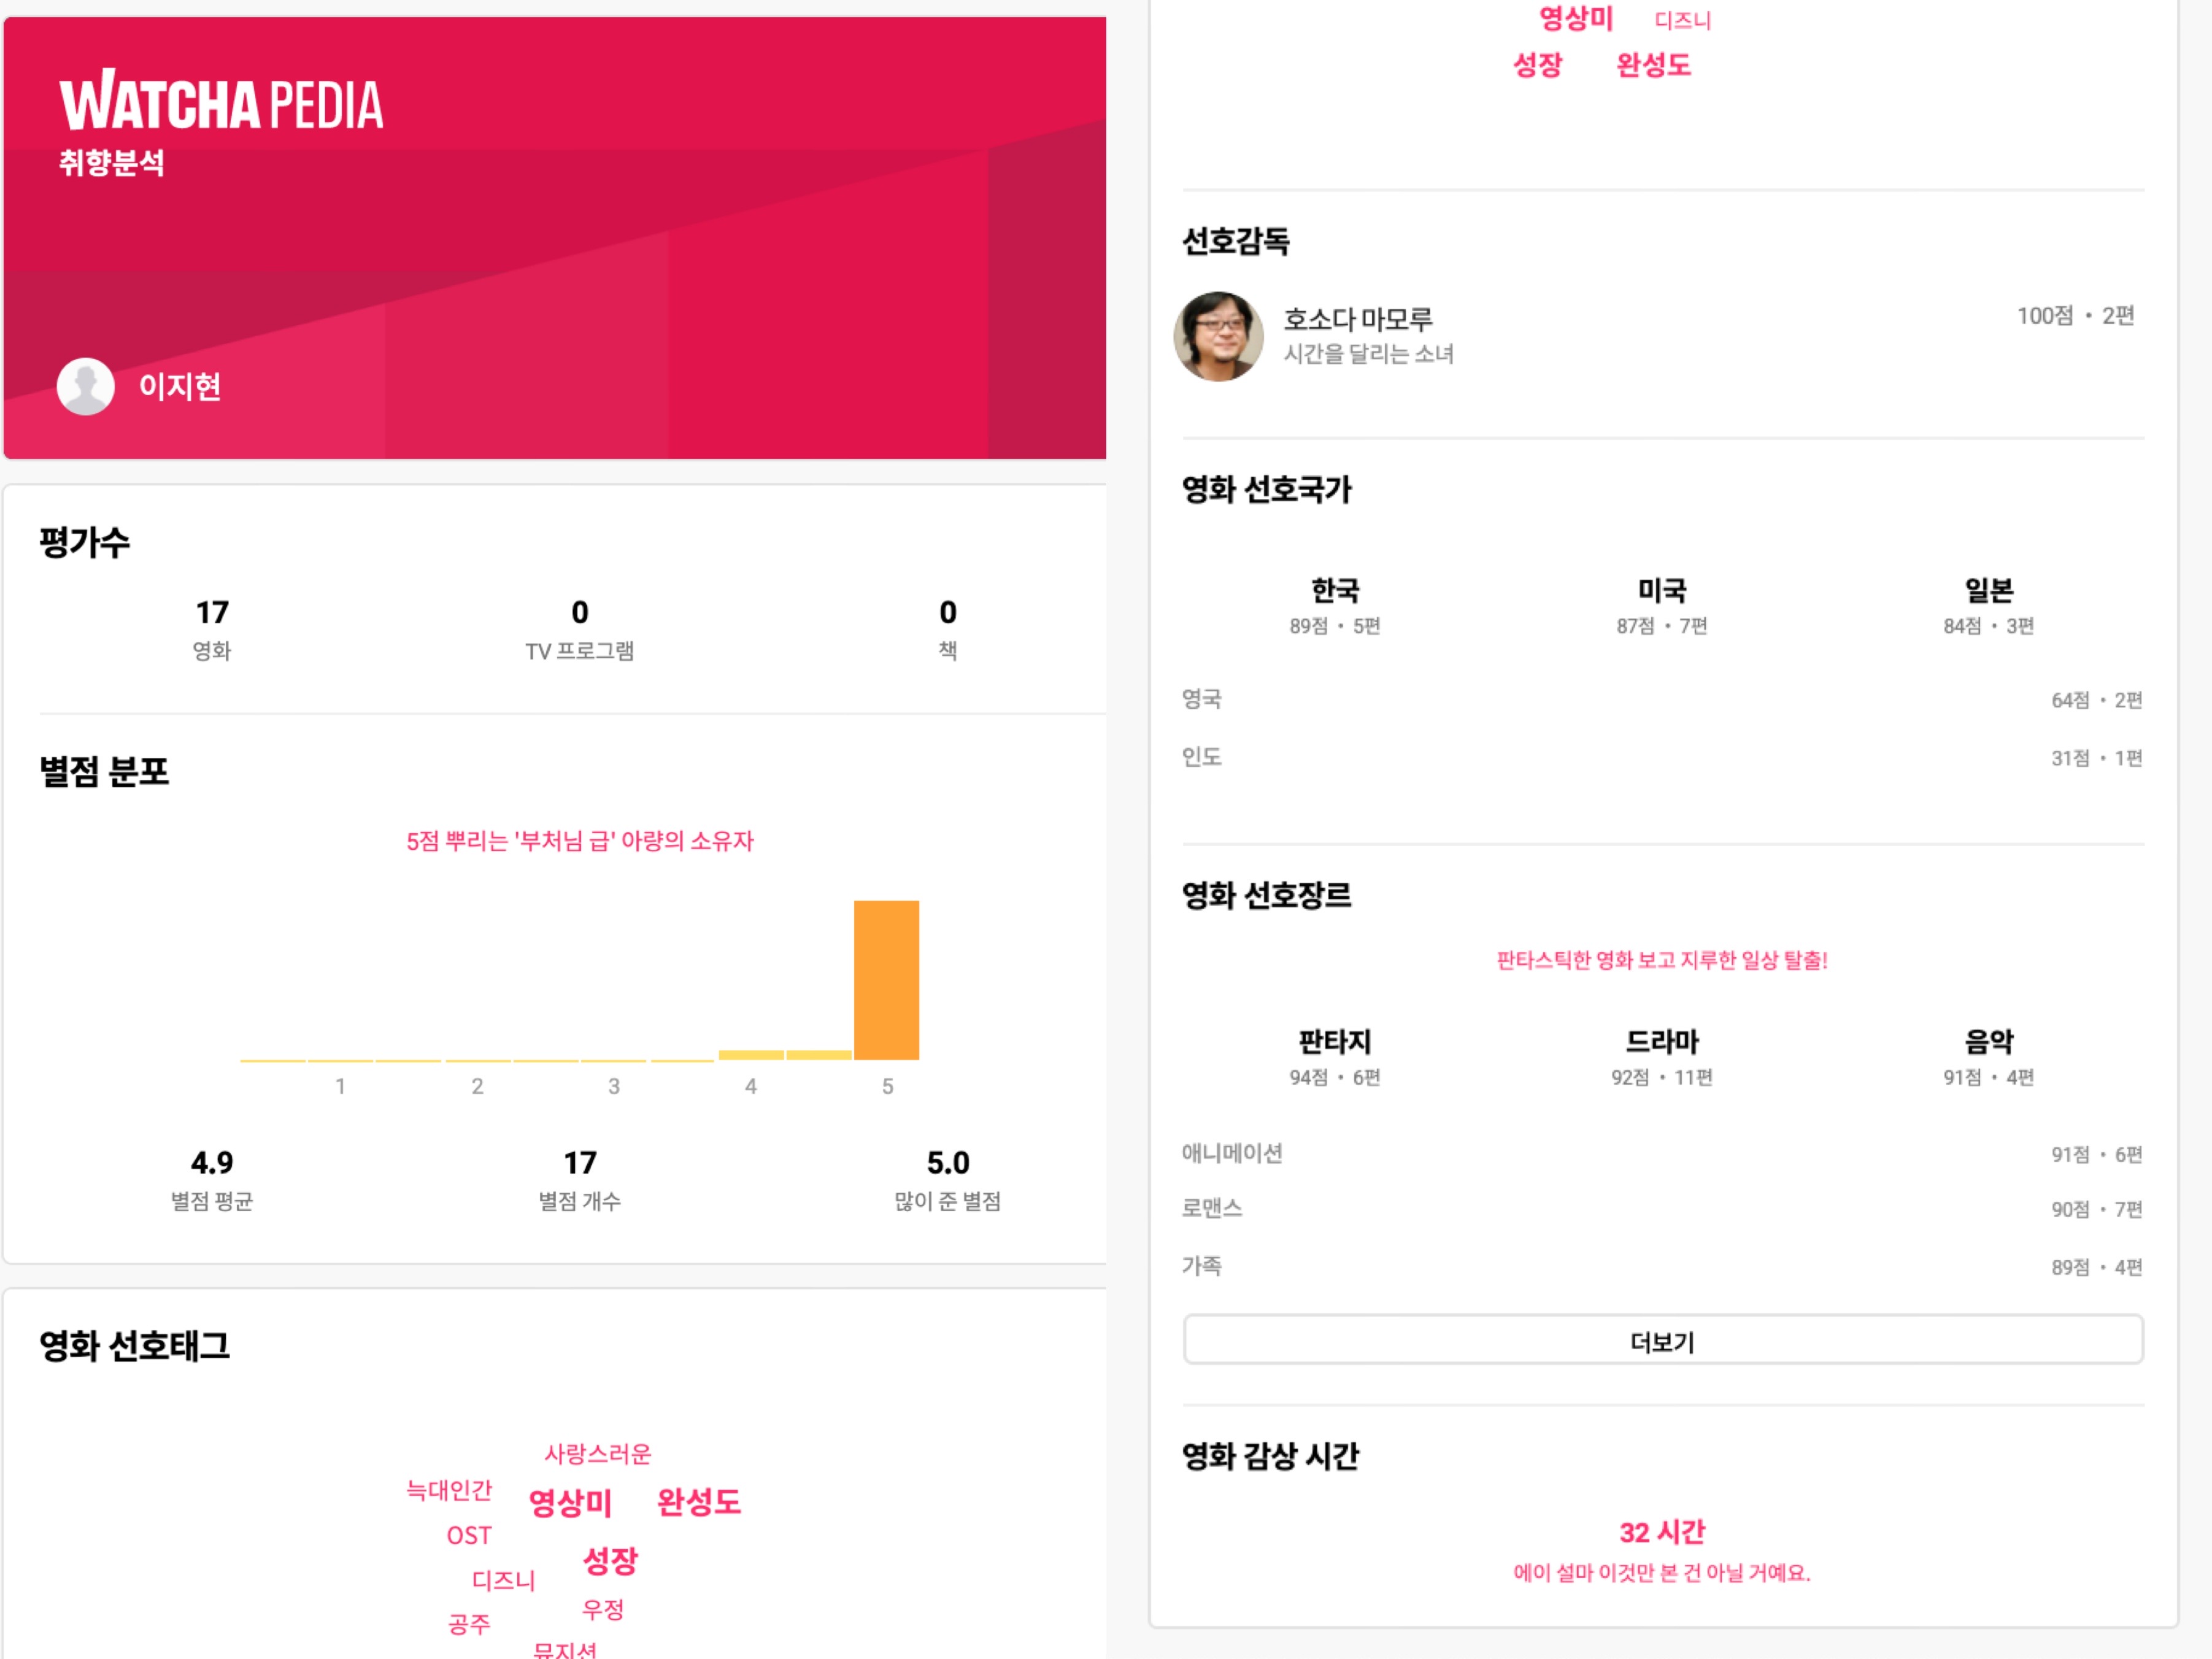 WATCHA PEDIA
취향분석
이지현
평가수
17
영화
0
TV 프로그램
0
책
별점 분포
5점 뿌리는 '부처님 급' 아량의 소유자
1 2 3 4 5
4.9
별점 평균
17
별점 개수
5.0
많이 준 별점
영화 선호태그
사랑스러운
늑대인간
영상미 완성도
OST
성장
디즈니
우정
공주
뮤지션
영상미 디즈니
성장 완성도
선호감독
호소다 마모루
시간을 달리는 소녀
100점 • 2편
영화 선호국가
한국
89점 • 5편
미국
87점 • 7편
일본
84점 • 3편
영국 64점 • 2편
인도 31점 • 1편
영화 선호장르
판타스틱한 영화 보고 지루한 일상 탈출!
판타지
94점 • 6편
드라마
92점 • 11편
음악
91점 • 4편
애니메이션 91점 • 6편
로맨스 90점 • 7편
가족 89점 • 4편
더보기
영화 감상 시간
32 시간
에이 설마 이것만 본 건 아닐 거예요.